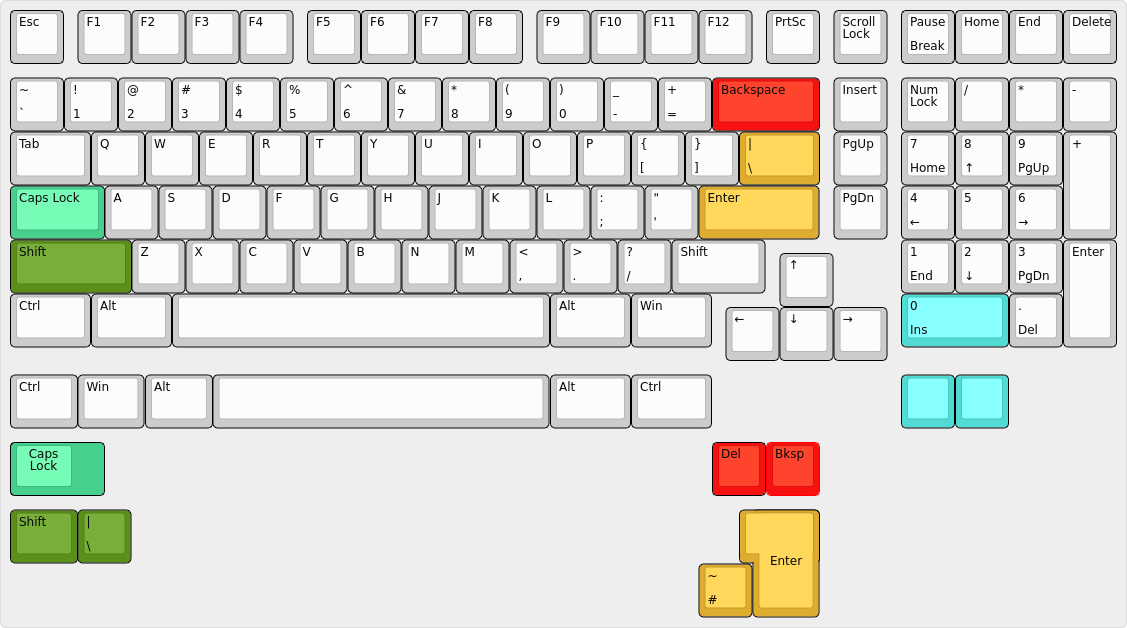 Esc F1 F2 F3 F4 F5 F6 F7 F8 F9 F10 F11 F12 PrtSc Scroll Lock Pause Break Home End Delete
~ ` ! 1 @ 2 # 3 $ 4 % 5 ^ 6 & 7 * 8 ( 9 ) 0 _ - + = Backspace Insert Num Lock / * -
Tab Q W E R T Y U I O P { [ } ] | \ PgUp 7 Home 8 ↑ 9 PgUp +
Caps Lock A S D F G H J K L : ; " ' Enter PgDn 4 ← 5 6 →
Shift Z X C V B N M < , > . ? / Shift ↑ 1 End 2 ↓ 3 PgDn Enter
Ctrl Alt Alt Win ← ↓ → 0 Ins . Del
Ctrl Win Alt Alt Ctrl
Caps Lock Del Bksp
Shift | \ Enter
~ #